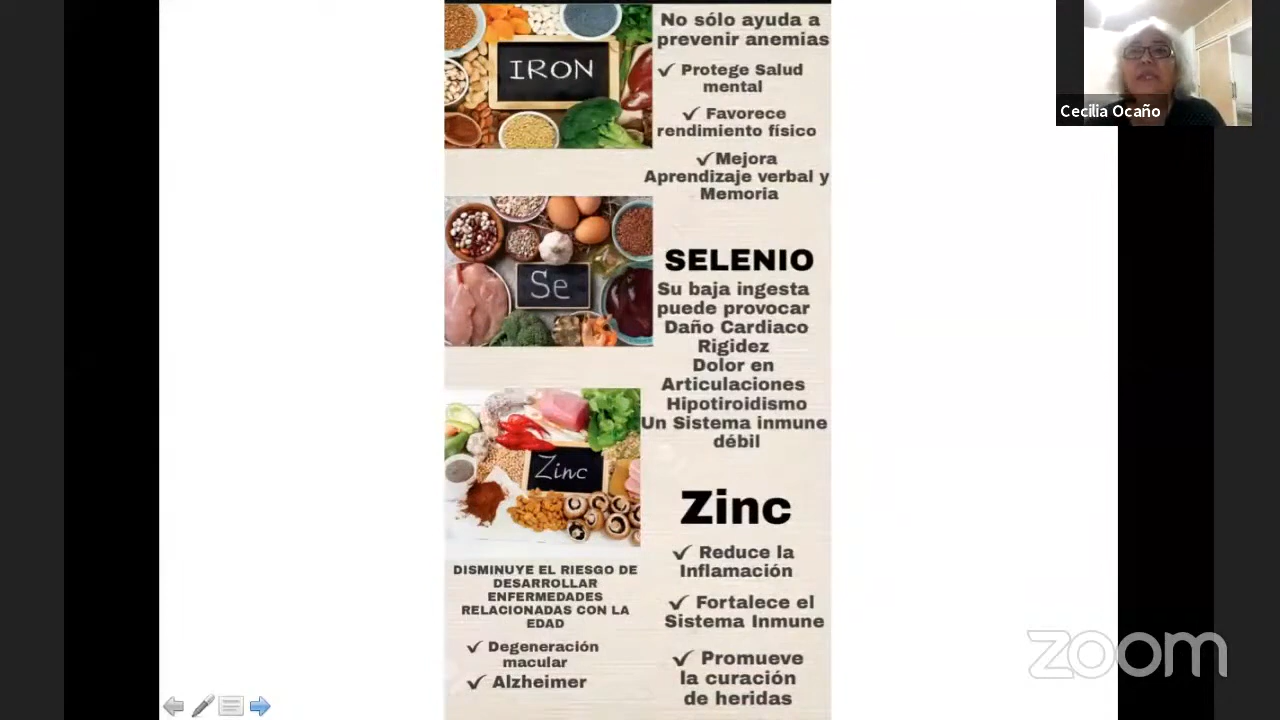 IRON
No sólo ayuda a
prevenir anemias
✓ Protege Salud
mental
✓ Favorece
rendimiento físico
✓Mejora
Aprendizaje verbal y
Memoria
Se
SELENIO
Su baja ingesta
puede provocar
Daño Cardiaco
Rigidez
Dolor en
Articulaciones
Hipotiroidismo
Un Sistema inmune
débil
Zinc
Zinc
✓ Reduce la
Inflamación
✓ Fortalece el
Sistema Inmune
✓ Promueve
la curación
de heridas
DISMINUYE EL RIESGO DE
DESARROLLAR
ENFERMEDADES
RELACIONADAS CON LA
EDAD
✓ Degeneración
macular
✓ Alzheimer
Cecilia Ocaño
zoom